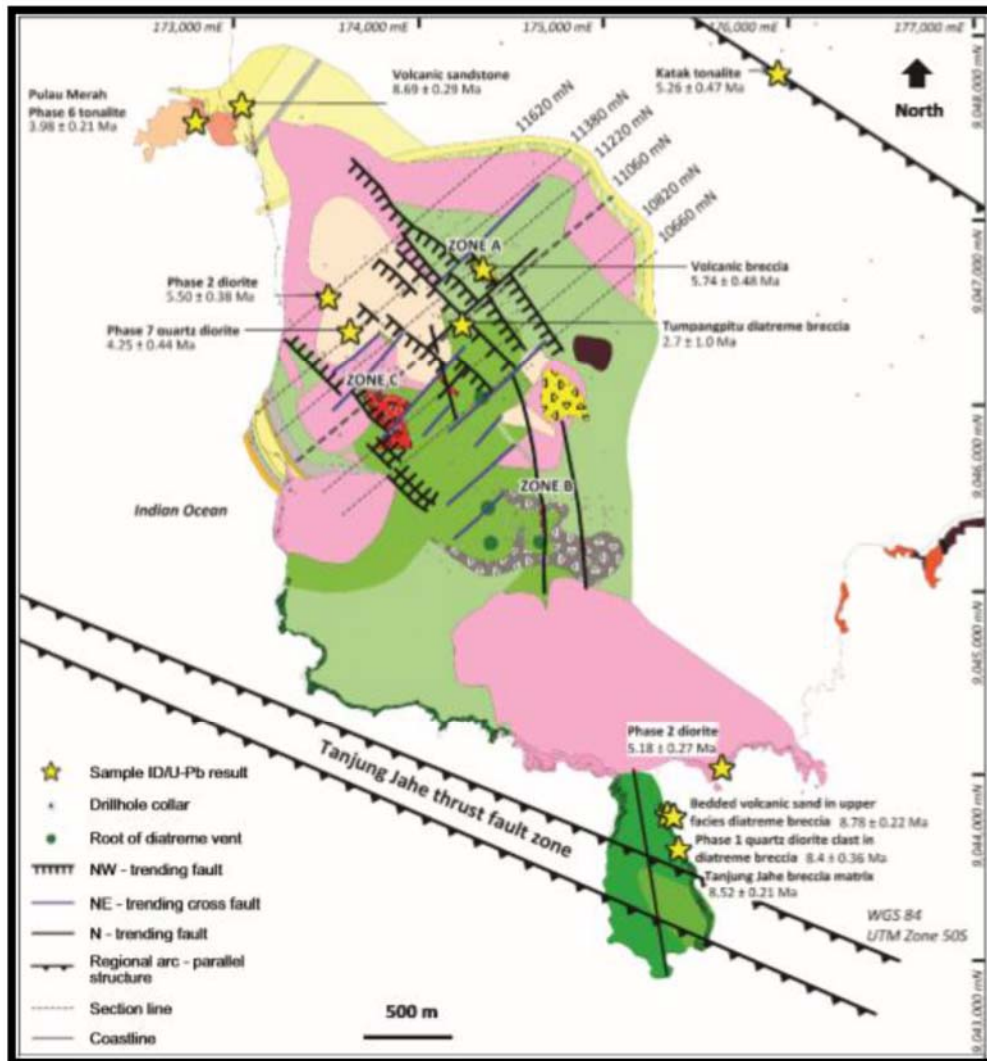 173,000 mE
174,000 mE
175,000 mE
176,000 mE
177,000 mE
Volcanic sandstone
8.69 ± 0.29 Ma
Katak tonalite
5.26 ± 0.47 Ma
North
Pulau Merah
Phase 6 tonalite
3.98 ± 0.21 Ma
9,048,000 mN
11620 mN
11380 mN
11220 mN
11060 mN
10820 mN
10660 mN
ZONE A
Volcanic breccia
5.74 ± 0.48 Ma
9,047,000 mN
Phase 2 diorite
5.50 ± 0.38 Ma
Phase 7 quartz diorite
4.25 ± 0.44 Ma
Tumpangpitu diatreme breccia
2.7 ± 1.0 Ma
ZONE C
9,046,000 mN
ZONE B
Indian Ocean
9,045,000 mN
Phase 2 diorite
5.18 ± 0.27 Ma
Tanjung Jahe thrust fault zone
Bedded volcanic sand in upper
facies diatreme breccia 8.78 ± 0.22 Ma
Phase 1 quartz diorite clast in
diatreme breccia 8.4 ± 0.36 Ma
Tanjung Jahe breccia matrix
8.52 ± 0.21 Ma
9,044,000 mN
WGS 84
UTM Zone 50S
9,043,000 mN
Sample ID/U-Pb result
Drillhole collar
Root of diatreme vent
NW - trending fault
NE - trending cross fault
N - trending fault
Regional arc - parallel
structure
Section line
Coastline
500 m